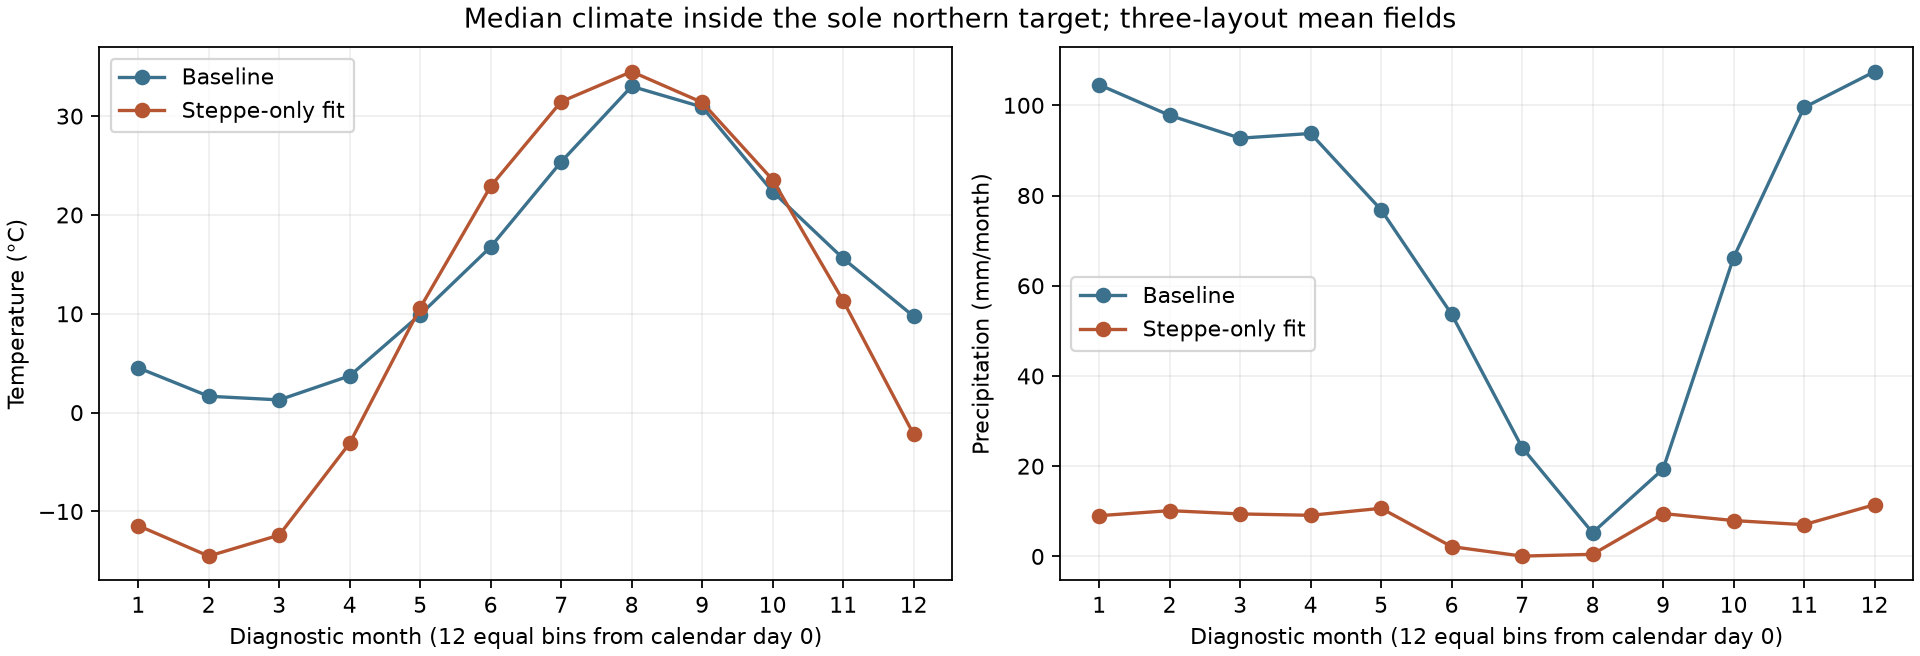 Median climate inside the sole northern target; three-layout mean fields
Baseline
Steppe-only fit
Temperature (°C)
30
20
10
0
−10
1 2 3 4 5 6 7 8 9 10 11 12
Diagnostic month (12 equal bins from calendar day 0)
Baseline
Steppe-only fit
Precipitation (mm/month)
100
80
60
40
20
0
1 2 3 4 5 6 7 8 9 10 11 12
Diagnostic month (12 equal bins from calendar day 0)